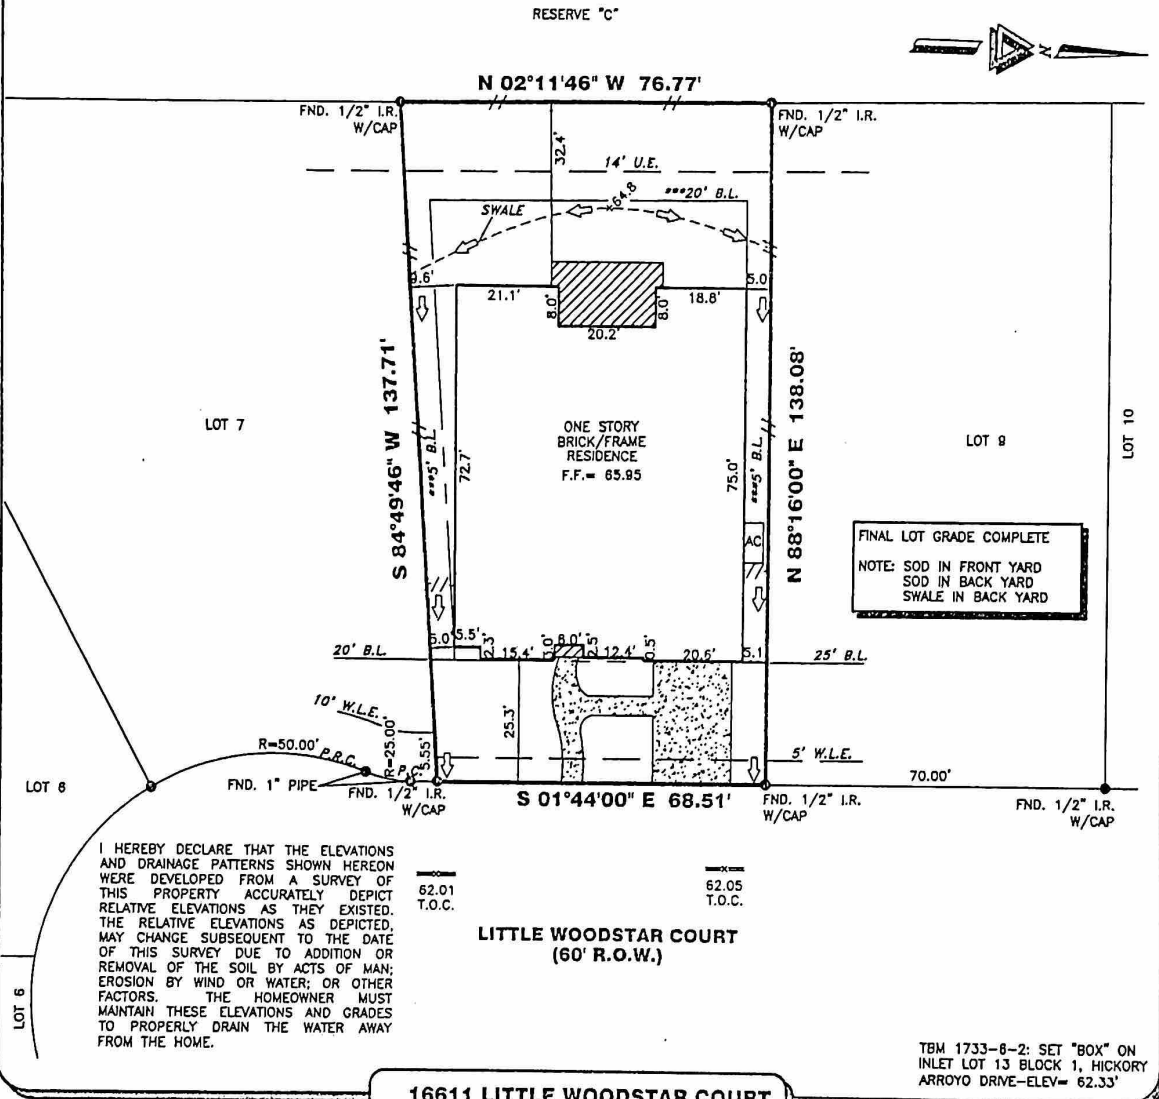 RESERVE "C"
N
N 02°11'46" W 76.77'
FND. 1/2" I.R.
W/CAP
FND. 1/2" I.R.
W/CAP
32.4'
14' U.E.
64.8
***20' B.L.
SWALE
5.0
21.1'
8.0'
8.0'
18.8'
20.2'
S 84°49'46" W 137.71'
***5' B.L.
72.7'
ONE STORY
BRICK/FRAME
RESIDENCE
F.F.= 65.95
75.0'
***5' B.L.
N 88°16'00" E 138.08'
LOT 7
LOT 9
LOT 10
AC
FINAL LOT GRADE COMPLETE
NOTE: SOD IN FRONT YARD
SOD IN BACK YARD
SWALE IN BACK YARD
20' B.L.
5.5'
2.3'
15.4'
2.5'
12.4'
0.5'
20.6'
5.1
25' B.L.
10' W.L.E.
25.3'
5' W.L.E.
R=50.00'
P.R.C.
R=25.00'
P.C.
5.55'
LOT 6
FND. 1" PIPE
FND. 1/2" I.R.
W/CAP
S 01°44'00" E 68.51'
FND. 1/2" I.R.
W/CAP
70.00'
FND. 1/2" I.R.
W/CAP
I HEREBY DECLARE THAT THE ELEVATIONS
AND DRAINAGE PATTERNS SHOWN HEREON
WERE DEVELOPED FROM A SURVEY OF
THIS PROPERTY ACCURATELY DEPICT
RELATIVE ELEVATIONS AS THEY EXISTED.
THE RELATIVE ELEVATIONS AS DEPICTED,
MAY CHANGE SUBSEQUENT TO THE DATE
OF THIS SURVEY DUE TO ADDITION OR
REMOVAL OF THE SOIL BY ACTS OF MAN;
EROSION BY WIND OR WATER; OR OTHER
FACTORS. THE HOMEOWNER MUST
MAINTAIN THESE ELEVATIONS AND GRADES
TO PROPERLY DRAIN THE WATER AWAY
FROM THE HOME.
LOT 6
62.01
T.O.C.
62.05
T.O.C.
LITTLE WOODSTAR COURT
(60' R.O.W.)
TBM 1733-6-2: SET "BOX" ON
INLET LOT 13 BLOCK 1, HICKORY
ARROYO DRIVE-ELEV= 62.33'
16611 LITTLE WOODSTAR COURT